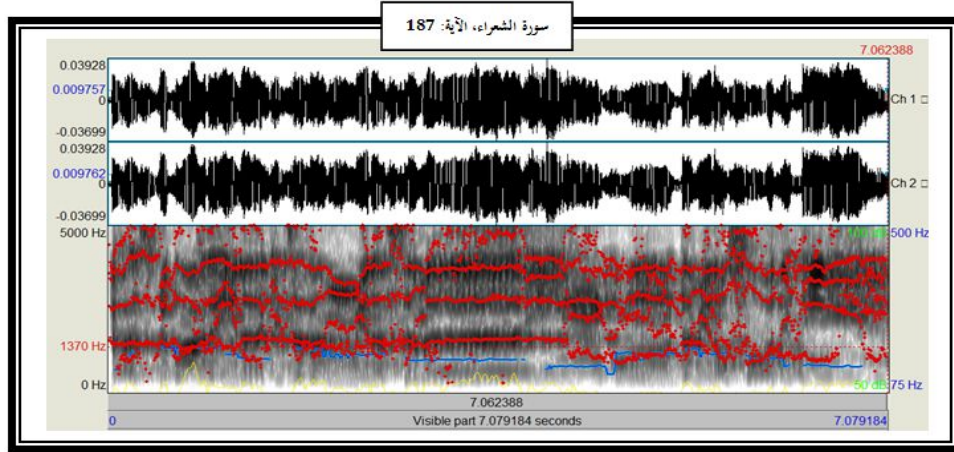 سورة الشعراء، الآية: 187
7.062388
0.03928
0.009757
0
-0.03699
Ch 1
0.03928
0.009762
0
-0.03699
Ch 2
5000 Hz
100 dB 500 Hz
1370 Hz
0 Hz
50 dB 75 Hz
7.062388
0 Visible part 7.079184 seconds 7.079184